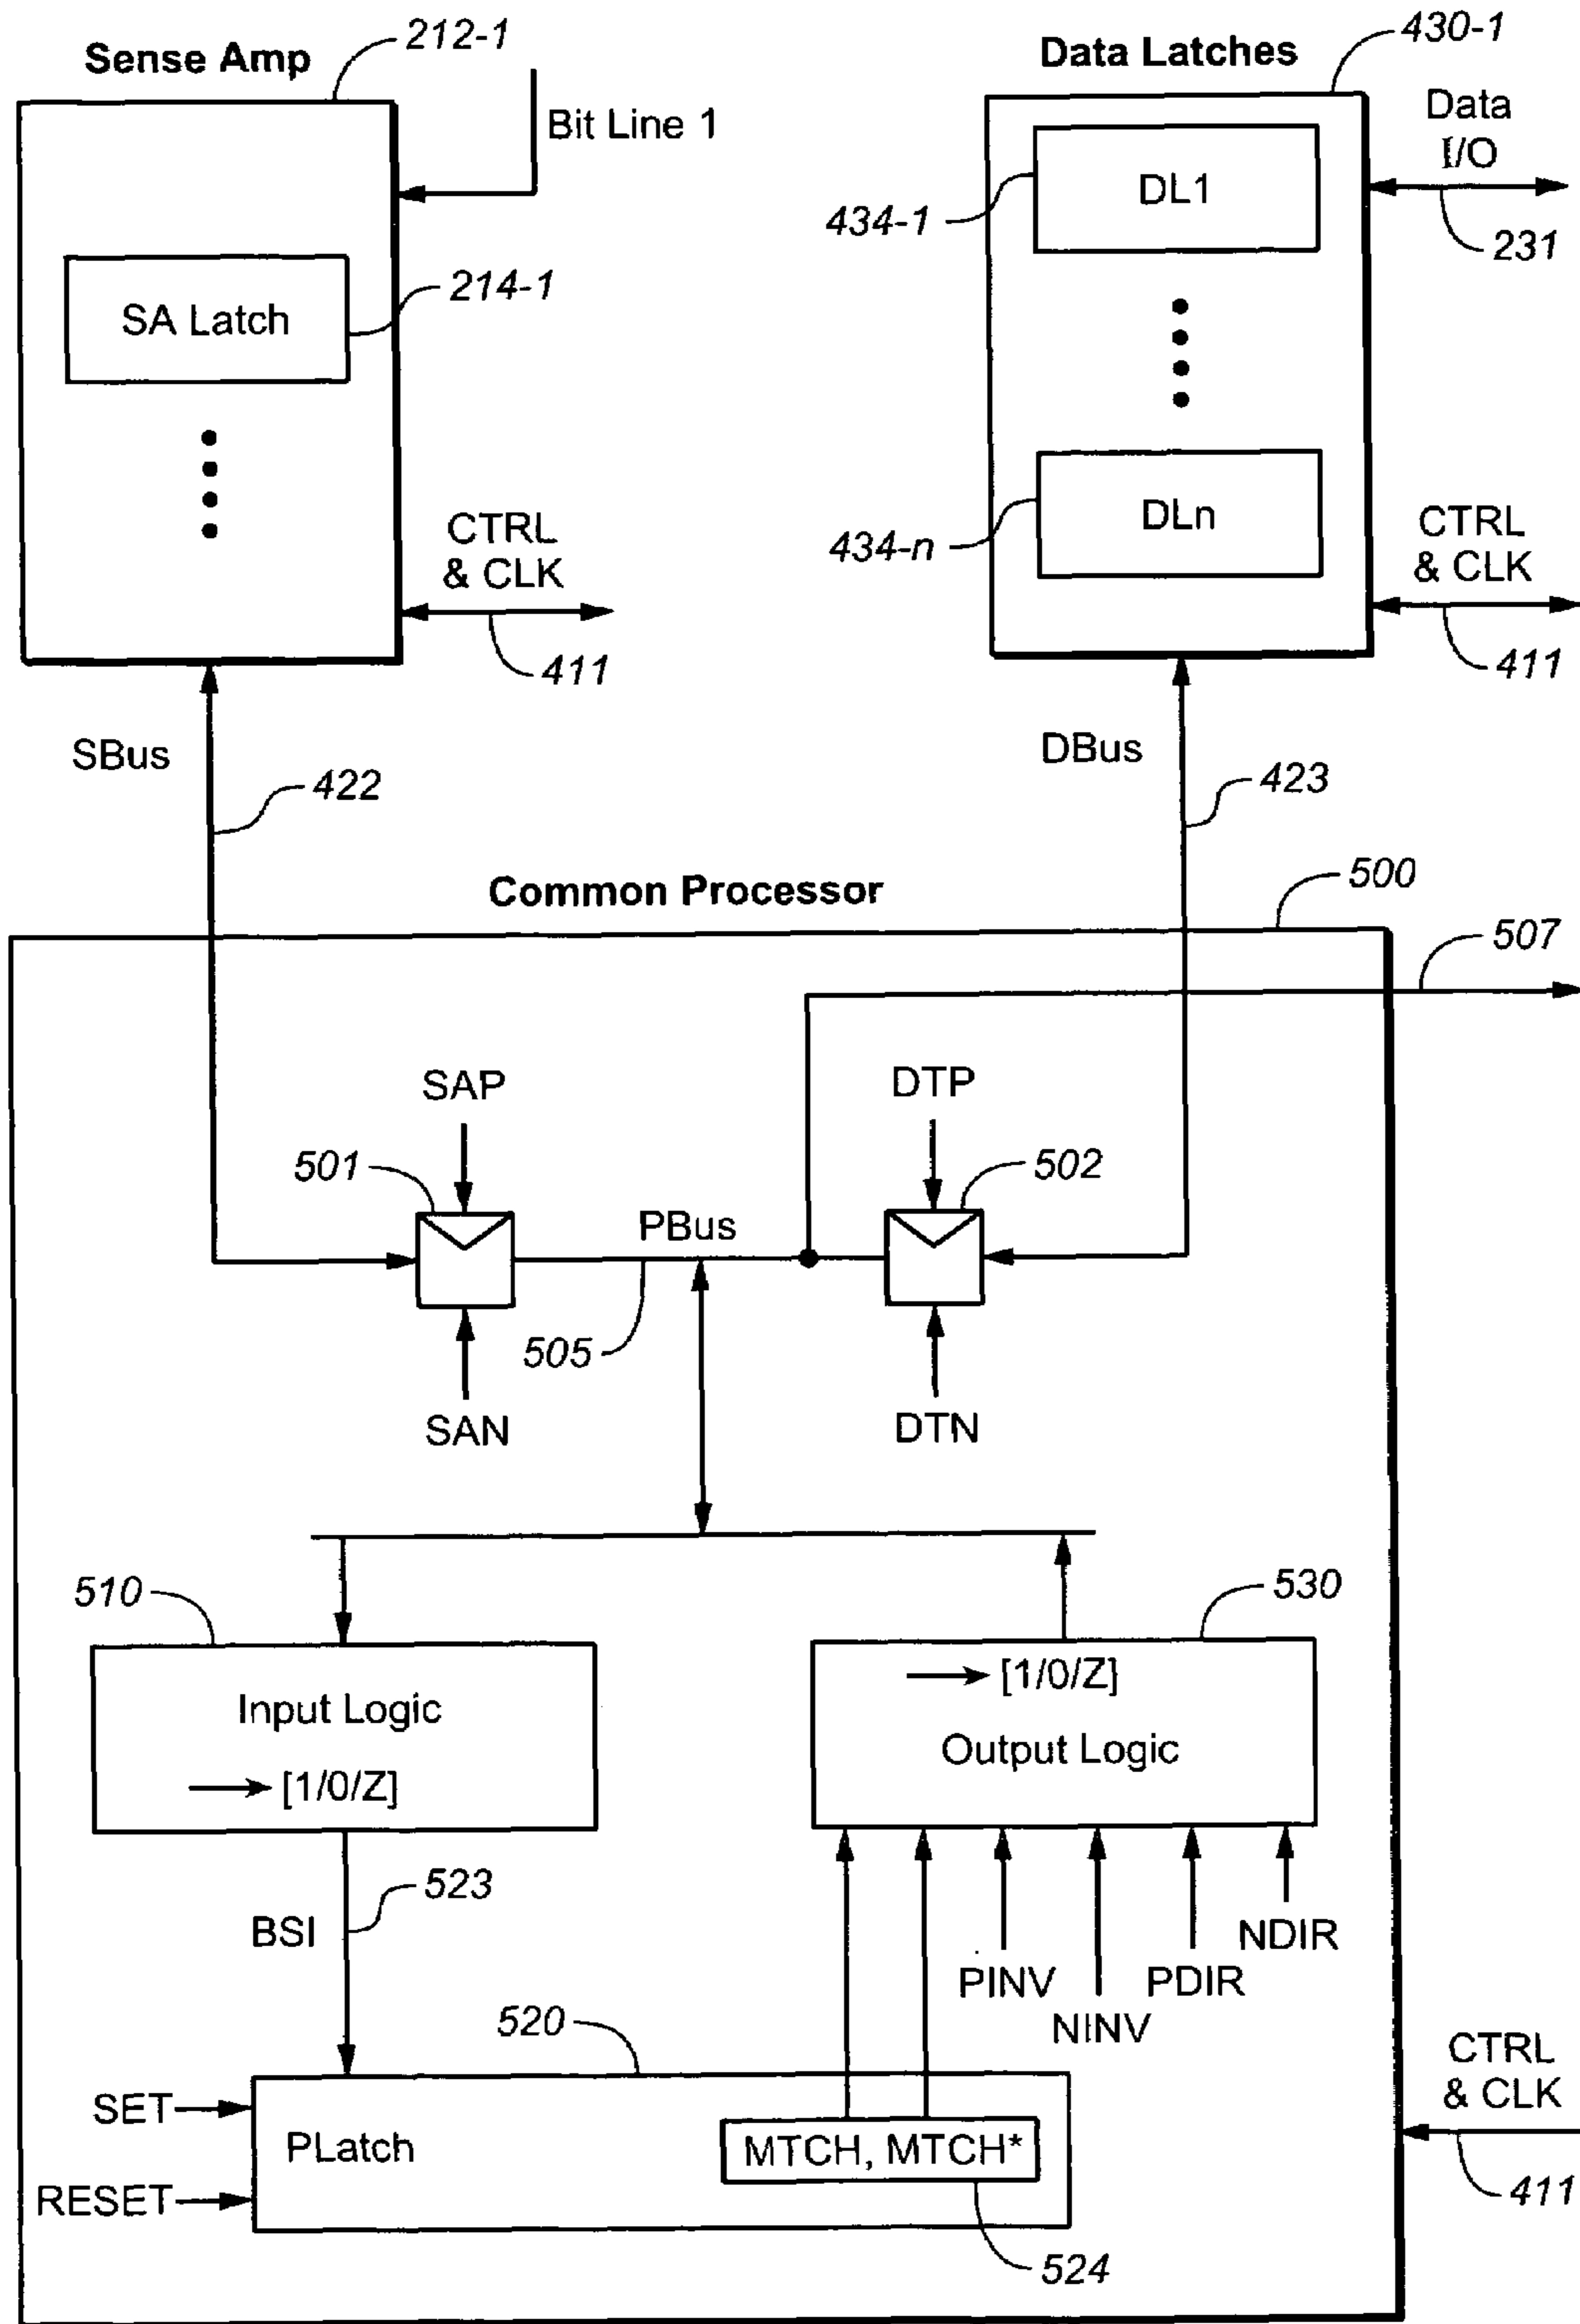 Sense Amp
212-1
Bit Line 1
SA Latch
214-1
CTRL
& CLK
411
Data Latches
430-1
Data
I/O
231
DL1
434-1
DLn
434-n
CTRL
& CLK
411
SBus
422
DBus
423
Common Processor
500
507
SAP
501
SAN
PBus
505
DTP
502
DTN
510
Input Logic
[1/0/Z]
530
[1/0/Z]
Output Logic
BSI
523
PINV
NINV
PDIR
NDIR
520
SET
RESET
PLatch
MTCH, MTCH*
524
CTRL
& CLK
411